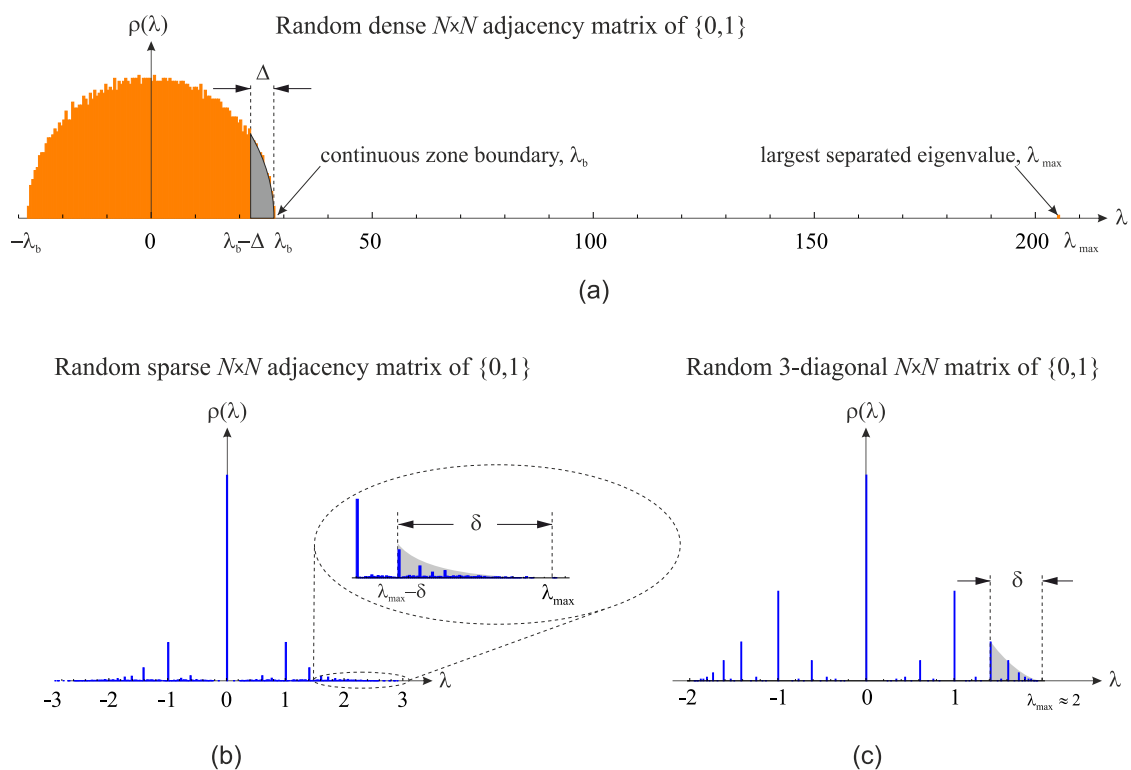 Random dense N×N adjacency matrix of {0,1}
ρ(λ)
Δ
continuous zone boundary, λb
largest separated eigenvalue, λmax
−λb 0 λb−Δ λb 50 100 150 200 λmax λ
(a)
Random sparse N×N adjacency matrix of {0,1}
ρ(λ)
δ
λmax−δ λmax
-3 -2 -1 0 1 2 3 λ
(b)
Random 3-diagonal N×N matrix of {0,1}
ρ(λ)
δ
-2 -1 0 1 λmax ≈ 2 λ
(c)